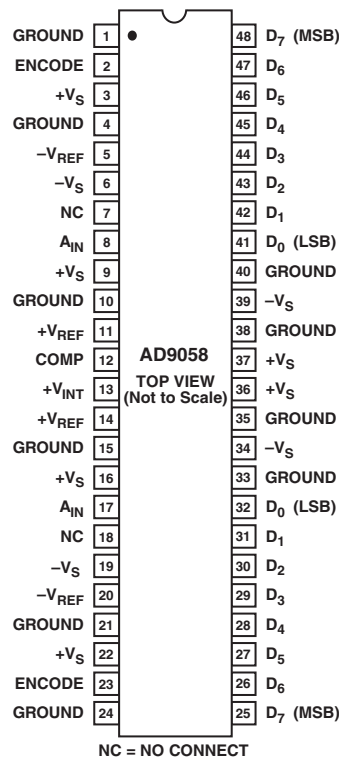 GROUND 1 48 D7 (MSB)
ENCODE 2 47 D6
+VS 3 46 D5
GROUND 4 45 D4
–VREF 5 44 D3
–VS 6 43 D2
NC 7 42 D1
AIN 8 41 D0 (LSB)
+VS 9 40 GROUND
GROUND 10 39 –VS
+VREF 11 38 GROUND
COMP 12 AD9058 37 +VS
+VINT 13 TOP VIEW 36 +VS
(Not to Scale)
+VREF 14 35 GROUND
GROUND 15 34 –VS
+VS 16 33 GROUND
AIN 17 32 D0 (LSB)
NC 18 31 D1
–VS 19 30 D2
–VREF 20 29 D3
GROUND 21 28 D4
+VS 22 27 D5
ENCODE 23 26 D6
GROUND 24 25 D7 (MSB)
NC = NO CONNECT